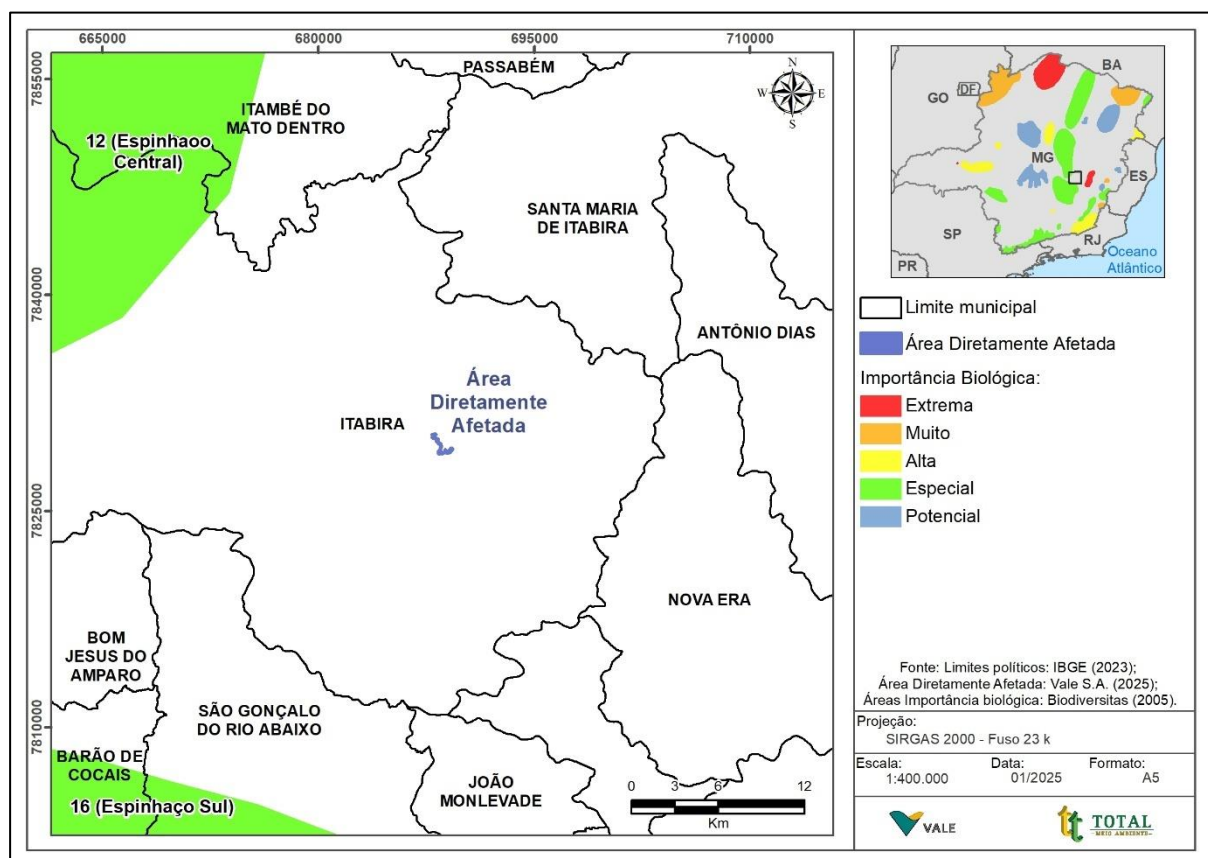 665000
680000
695000
710000
7855000
7840000
7825000
7810000
PASSABÉM
N
W
E
S
ITAMBÉ DO
MATO DENTRO
12 (Espinhaoo
Central)
SANTA MARIA
DE ITABIRA
ANTÔNIO DIAS
Área
Diretamente
Afetada
ITABIRA
NOVA ERA
BOM
JESUS DO
AMPARO
SÃO GONÇALO
DO RIO ABAIXO
BARÃO DE
COCAIS
16 (Espinhaço Sul)
JOÃO
MONLEVADE
0 3 6 12
Km
BA
GO
DF
MG
ES
SP
RJ
PR
Oceano
Atlântico
Limite municipal
Área Diretamente Afetada
Importância Biológica:
Extrema
Muito
Alta
Especial
Potencial
Fonte: Limites políticos: IBGE (2023);
Área Diretamente Afetada: Vale S.A. (2025);
Áreas Importância biológica: Biodiversitas (2005).
Projeção:
SIRGAS 2000 - Fuso 23 k
Escala:
1:400.000
Data:
01/2025
Formato:
A5
VALE
tt TOTAL
MEIO AMBIENTE